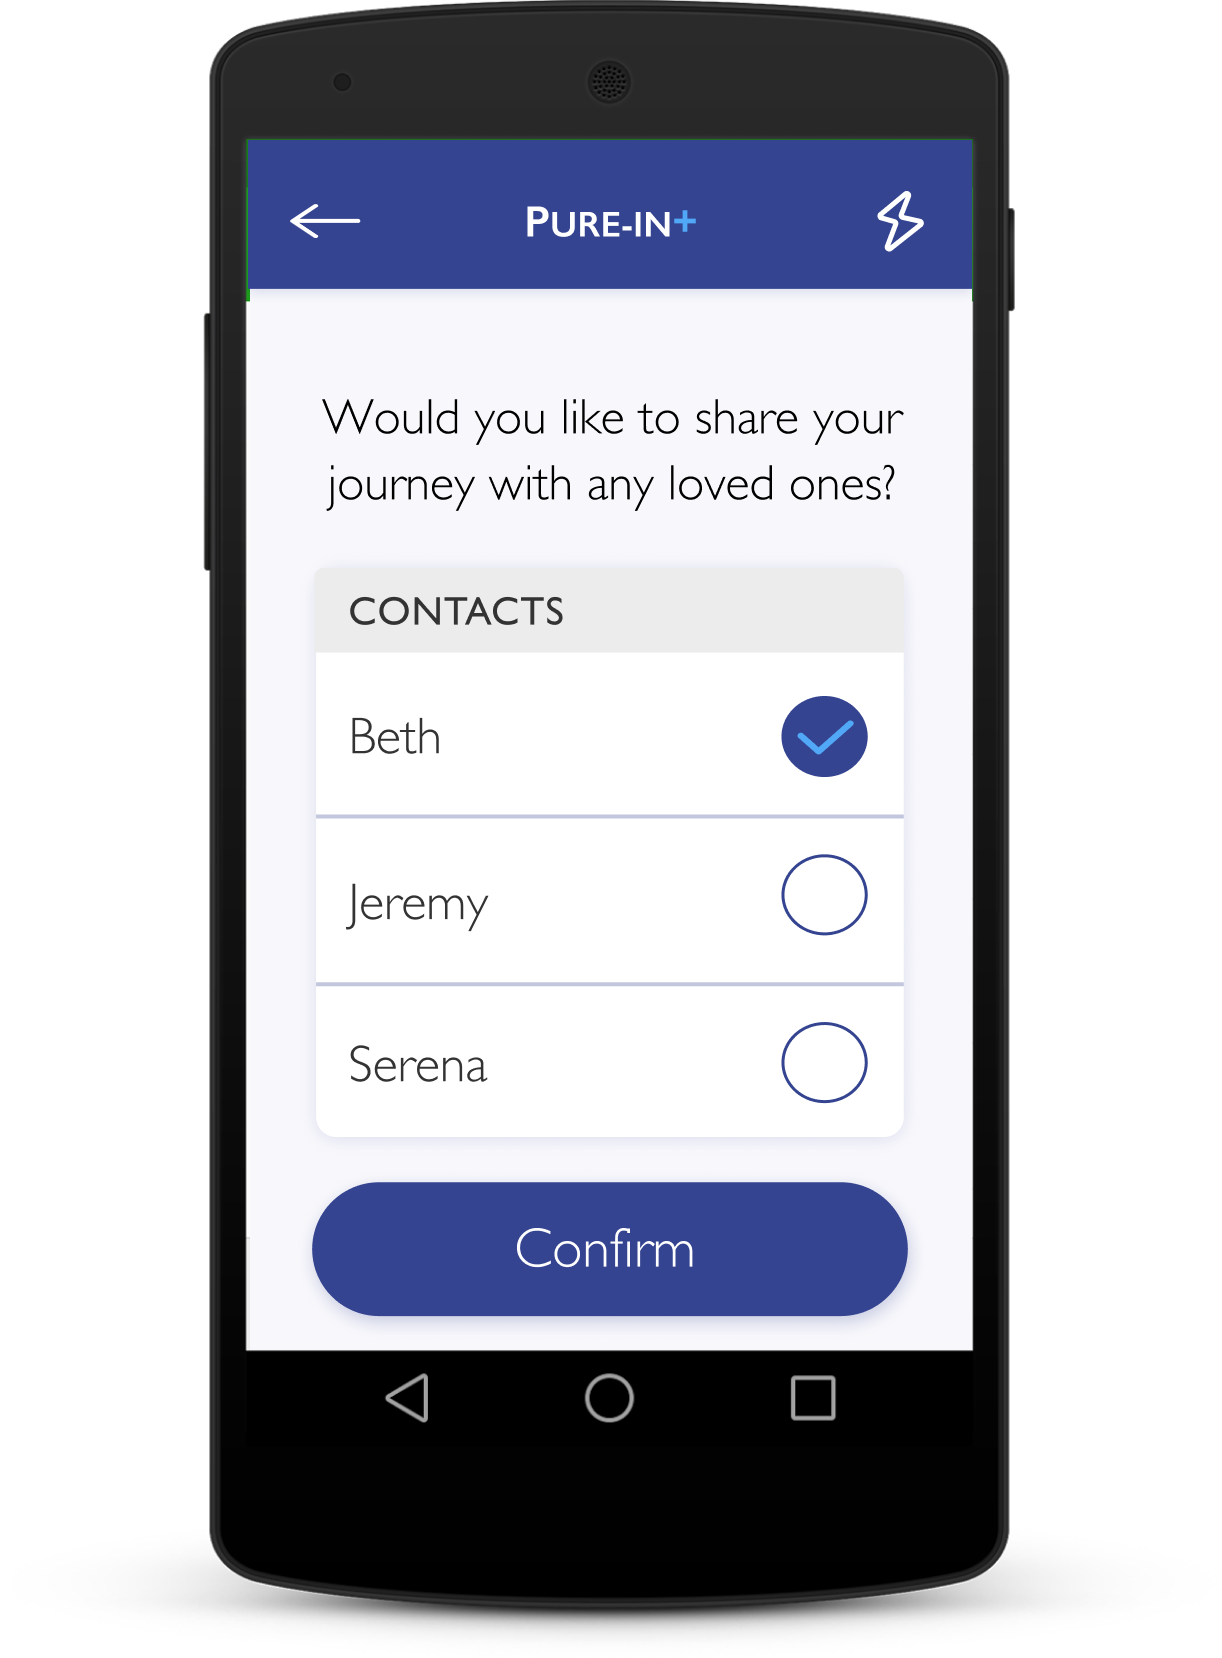 PURE-IN+
Would you like to share your
journey with any loved ones?
CONTACTS
Beth
Jeremy
Serena
Confirm